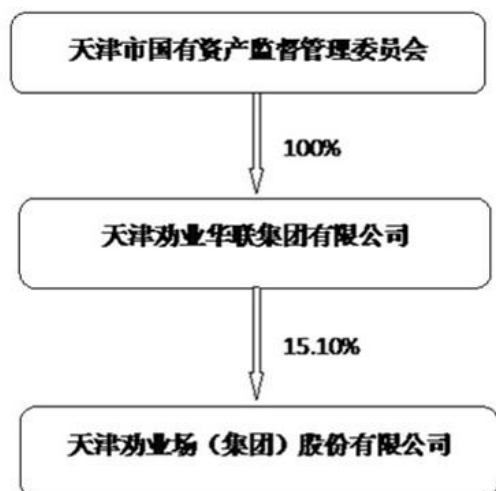 天津市国有资产监督管理委员会
100%
天津劝业华联集团有限公司
15.10%
天津劝业场（集团）股份有限公司